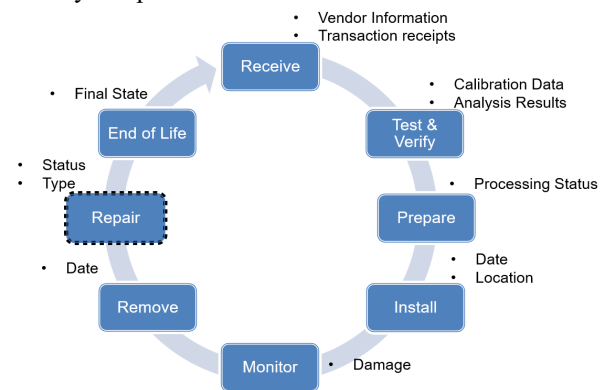 • Vendor Information
• Transaction receipts
Receive
• Calibration Data
• Analysis Results
Test &
Verify
• Processing Status
Prepare
• Date
• Location
Install
• Damage
Monitor
• Date
Remove
• Status
• Type
Repair
• Final State
End of Life